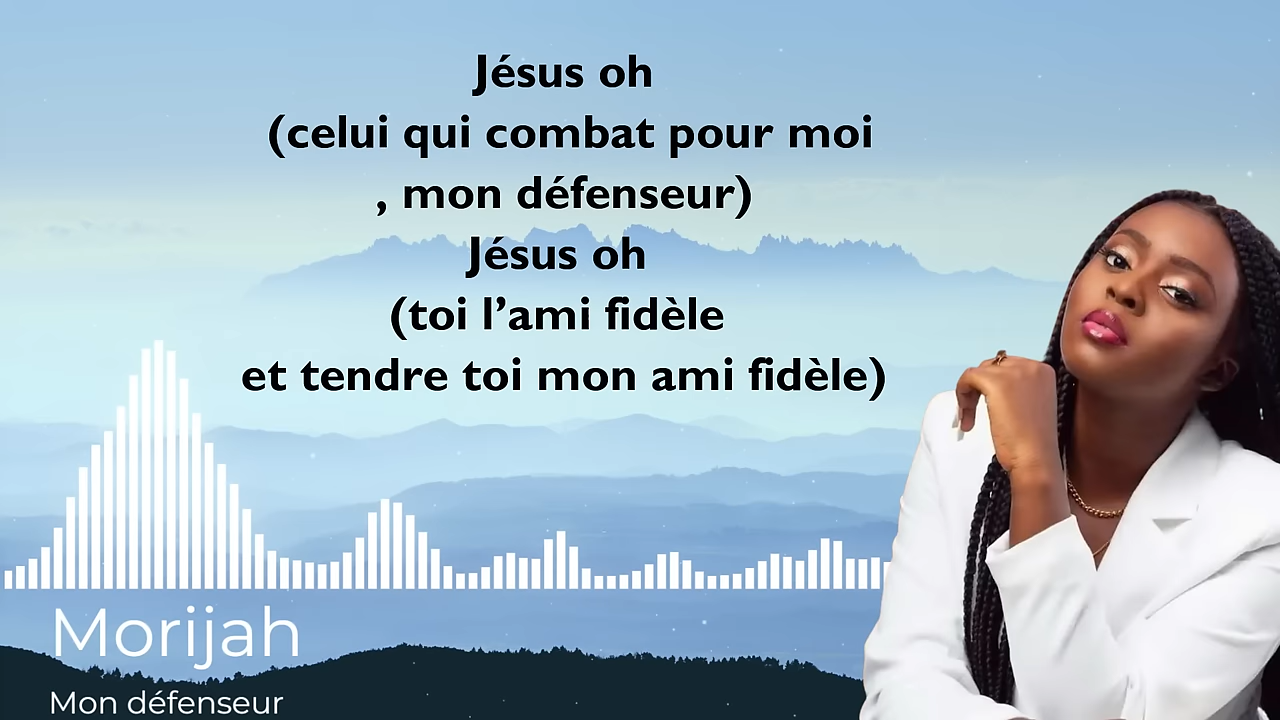 Jésus oh
(celui qui combat pour moi
, mon défenseur)
Jésus oh
(toi l’ami fidèle
et tendre toi mon ami fidèle)
Morijah
Mon défenseur